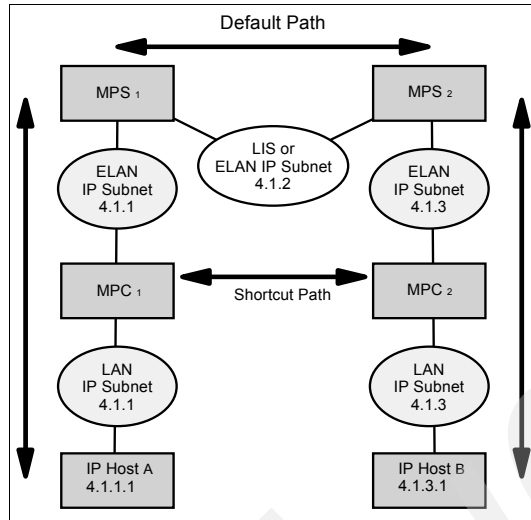 Default Path
MPS 1
MPS 2
LIS or
ELAN IP Subnet
4.1.2
ELAN
IP Subnet
4.1.1
ELAN
IP Subnet
4.1.3
MPC 1
MPC 2
Shortcut Path
LAN
IP Subnet
4.1.1
LAN
IP Subnet
4.1.3
IP Host A
4.1.1.1
IP Host B
4.1.3.1